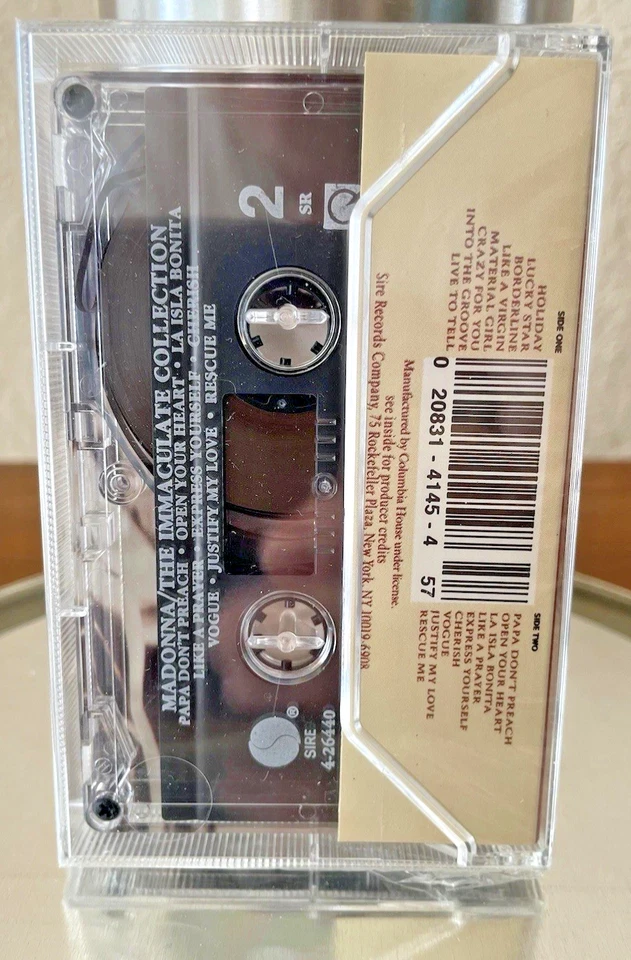 MADONNA/THE IMMACULATE COLLECTION
PAPA DON'T PREACH • OPEN YOUR HEART • LA ISLA BONITA
LIKE A PRAYER • EXPRESS YOURSELF • CHERISH
VOGUE • JUSTIFY MY LOVE • RESCUE ME
2
SR
®
SIRE
4-26440
SIDE ONE
HOLIDAY
LUCKY STAR
BORDERLINE
LIKE A VIRGIN
MATERIAL GIRL
CRAZY FOR YOU
INTO THE GROOVE
LIVE TO TELL
0 20831 - 4145 - 4 57
SIDE TWO
PAPA DON'T PREACH
OPEN YOUR HEART
LA ISLA BONITA
LIKE A PRAYER
EXPRESS YOURSELF
CHERISH
VOGUE
JUSTIFY MY LOVE
RESCUE ME
Manufactured by Columbia House under license.
see inside for producer credits
Sire Records Company, 75 Rockefeller Plaza, New York, NY 10019-6908